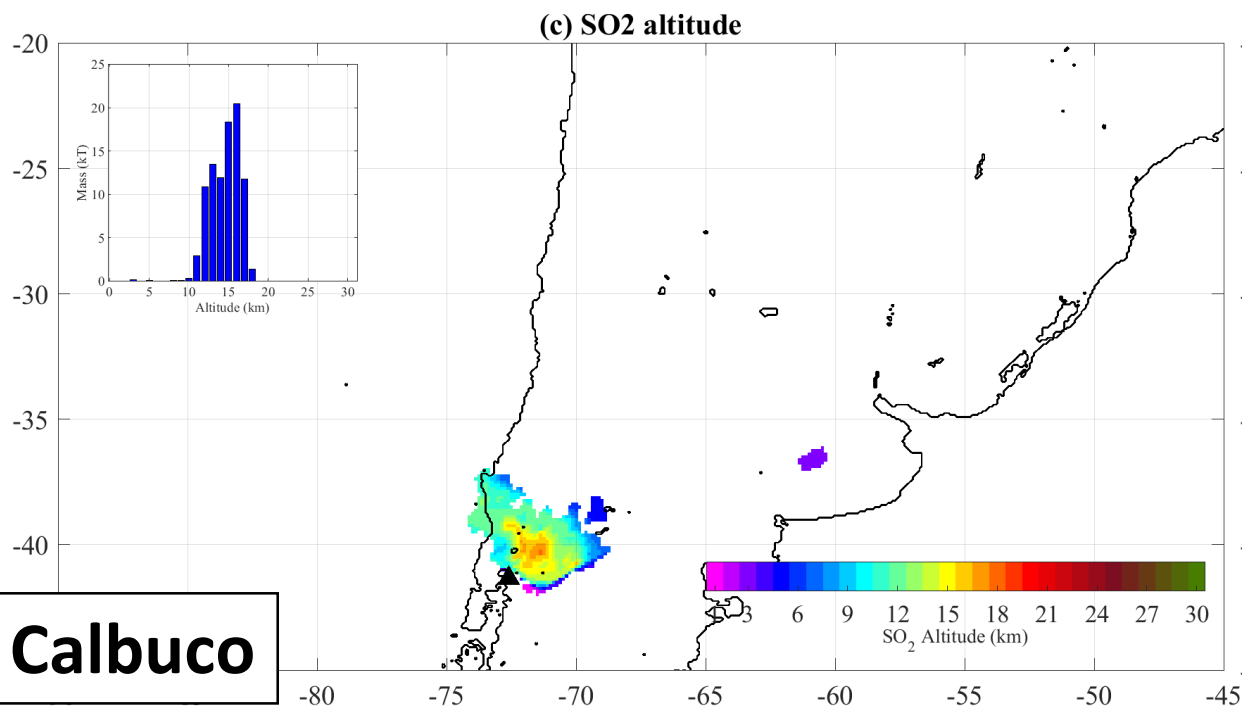 (c) SO2 altitude
-20
-25
-30
-35
-40
25
20
15
10
5
0
Mass (kT)
0 5 10 15 20 25 30
Altitude (km)
3 6 9 12 15 18 21 24 27 30
SO2 Altitude (km)
Calbuco
-80 -75 -70 -65 -60 -55 -50 -45